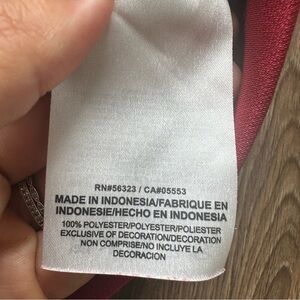 RN#56323 / CA#05553
MADE IN INDONESIA/FABRIQUE EN
INDONESIE/HECHO EN INDONESIA
100% POLYESTER/POLYESTER/POLIESTER
EXCLUSIVE OF DECORATION/DECORATION
NON COMPRISE/NO INCLUYE LA
DECORACION